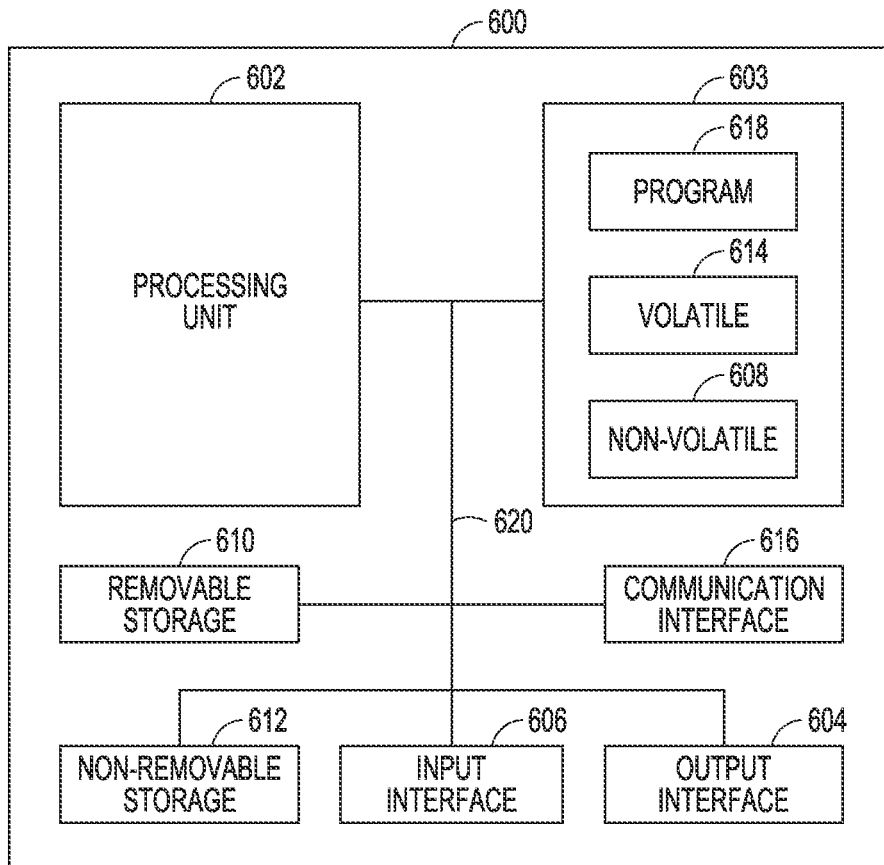 600
602
603
618
PROGRAM
614
VOLATILE
608
NON-VOLATILE
PROCESSING
UNIT
620
610
REMOVABLE
STORAGE
616
COMMUNICATION
INTERFACE
612
NON-REMOVABLE
STORAGE
606
INPUT
INTERFACE
604
OUTPUT
INTERFACE